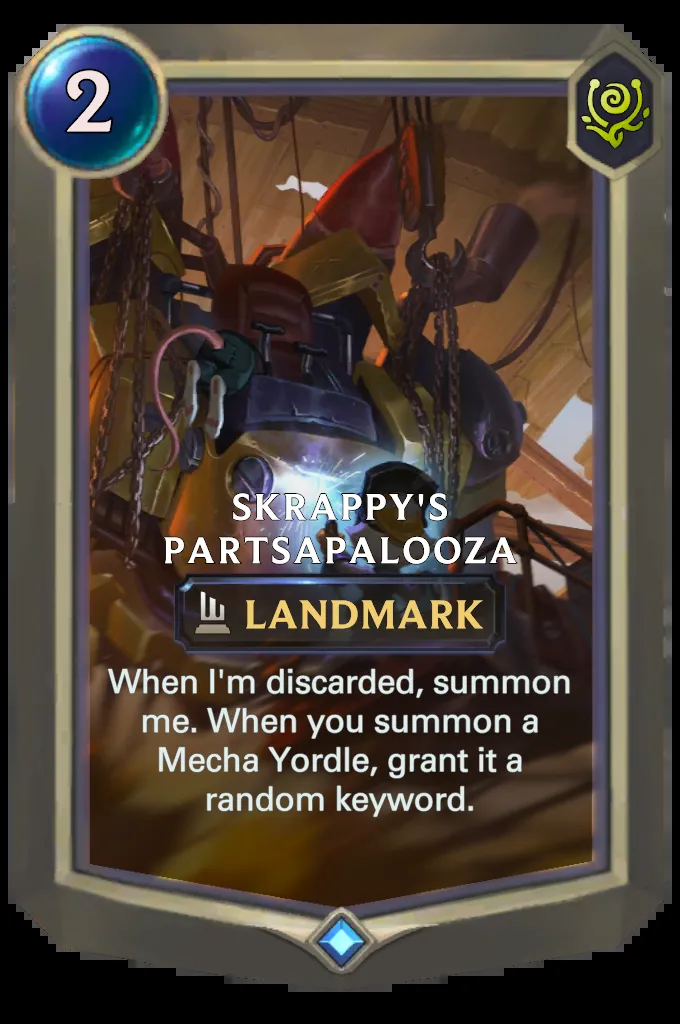 2
SKRAPPY'S
PARTSAPALOOZA
LANDMARK
When I'm discarded, summon
me. When you summon a
Mecha Yordle, grant it a
random keyword.